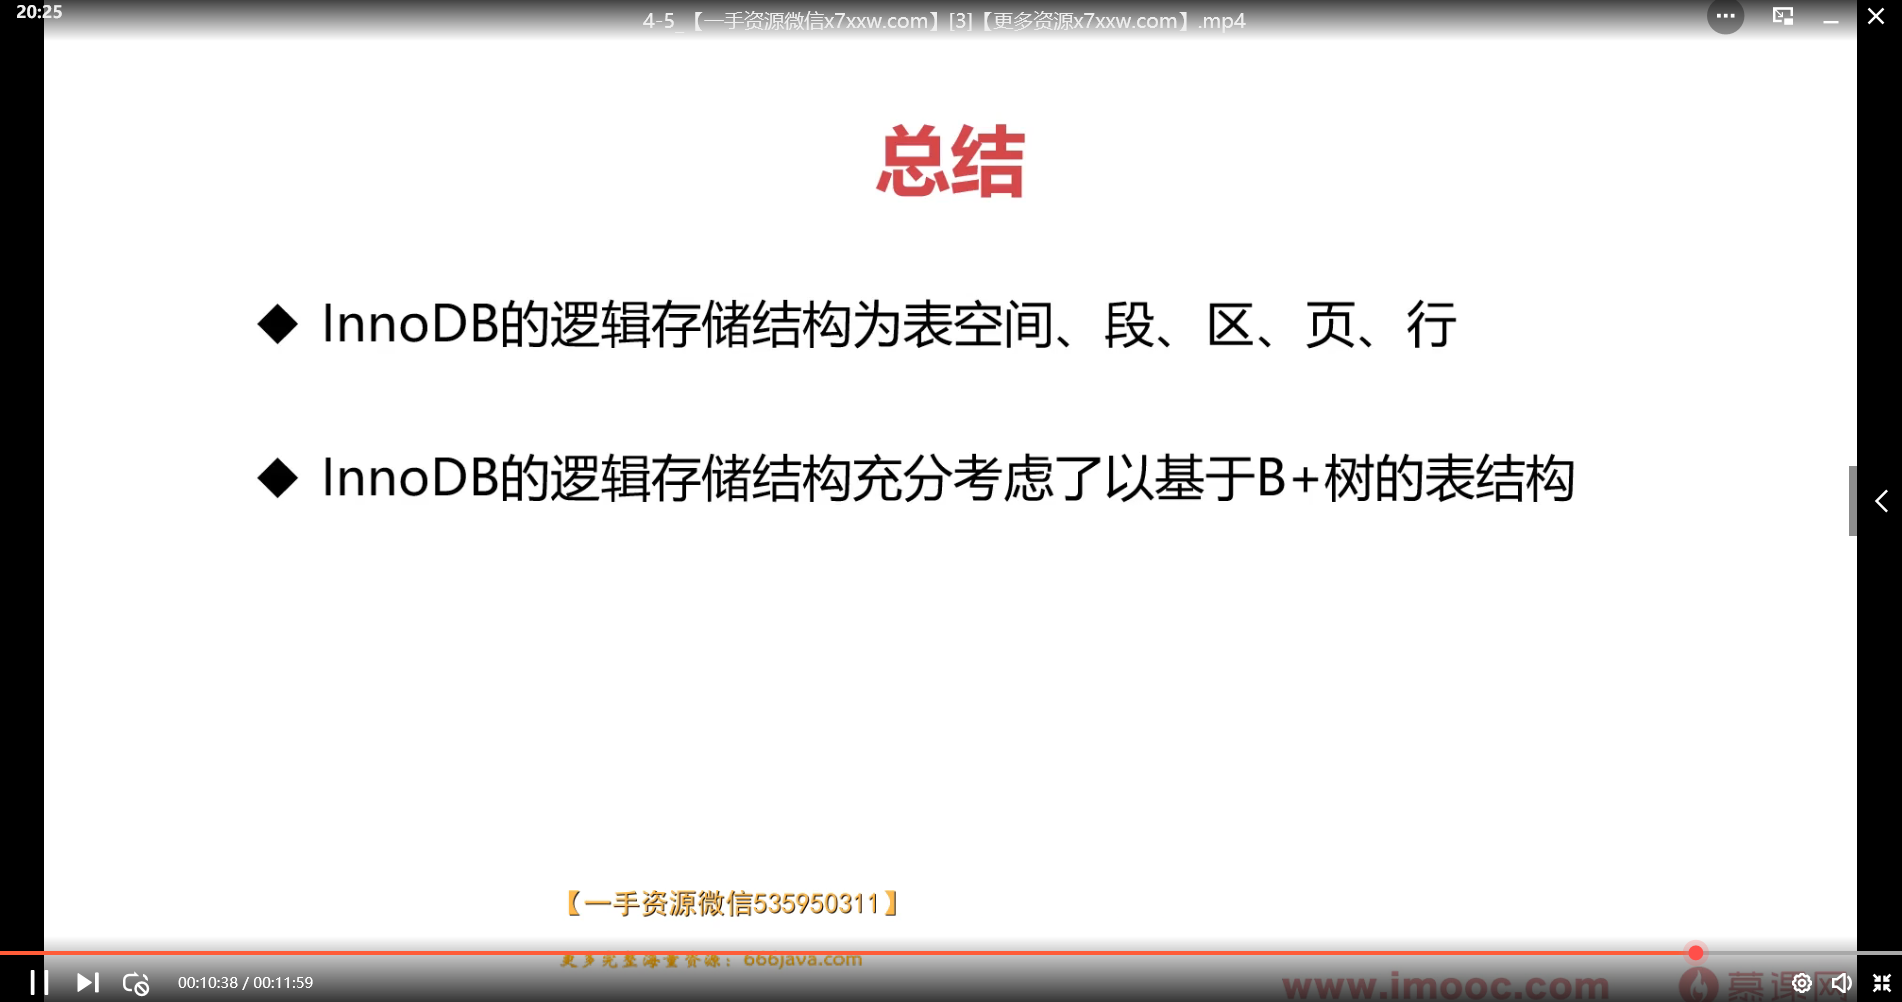 20:25
4-5_【一手资源微信x7xxw.com】[3]【更多资源x7xxw.com】.mp4
总结
◆ InnoDB的逻辑存储结构为表空间、段、区、页、行
◆ InnoDB的逻辑存储结构充分考虑了以基于B+树的表结构
【一手资源微信535950311】
更多完整海量资源：666java.com
00:10:38 / 00:11:59
www.imooc.com
慕课网